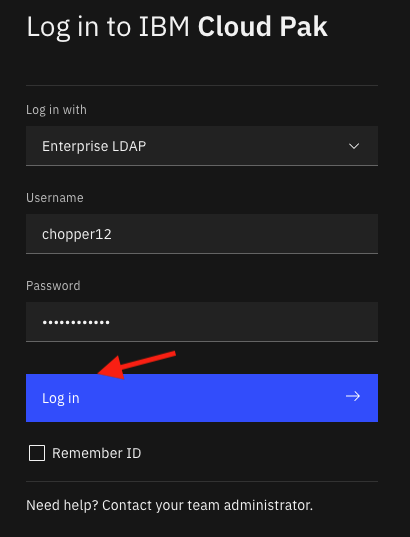 Log in to IBM Cloud Pak
Log in with
Enterprise LDAP
Username
chopper12
Password
••••••••••••
Log in
Remember ID
Need help? Contact your team administrator.